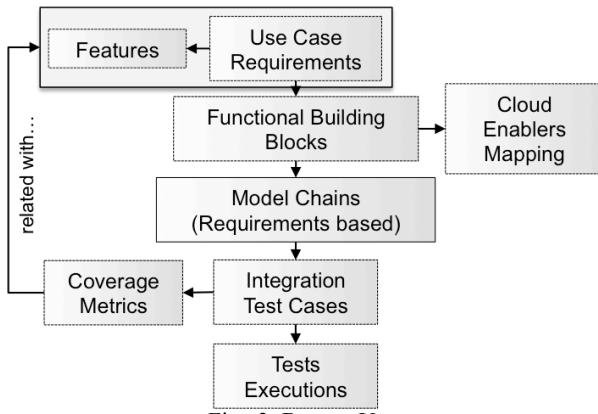 Features
Use Case
Requirements
Functional Building
Blocks
Cloud
Enablers
Mapping
related with...
Model Chains
(Requirements based)
Coverage
Metrics
Integration
Test Cases
Tests
Executions